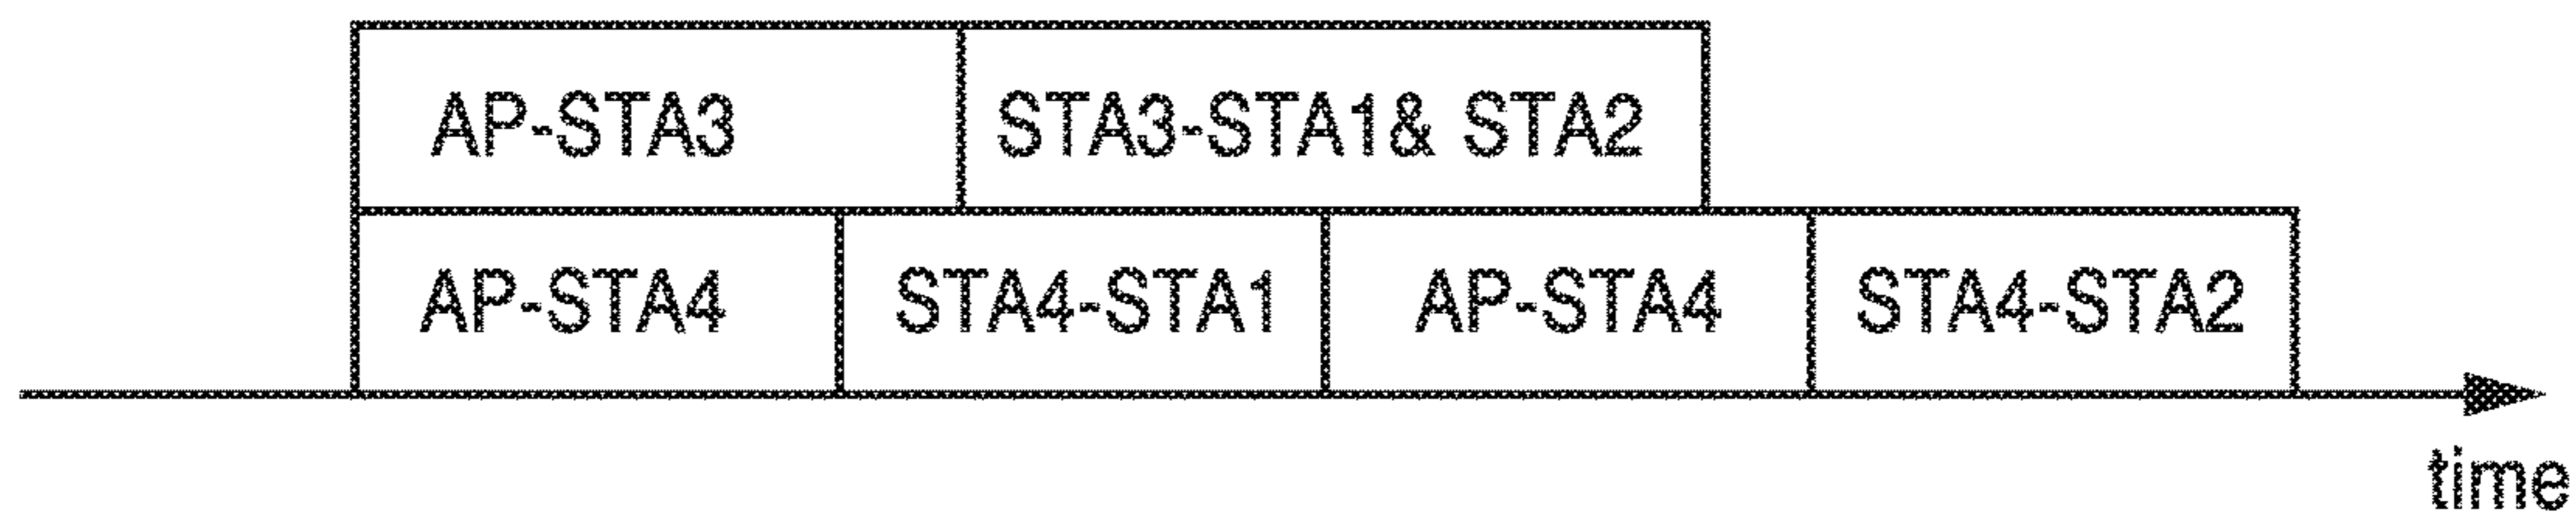 AP-STA3 STA3-STA1& STA2
AP-STA4 STA4-STA1 AP-STA4 STA4-STA2
time